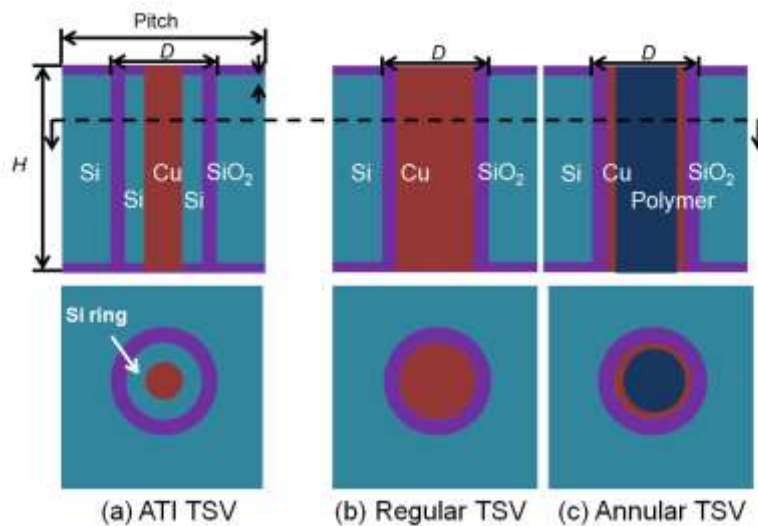 Pitch
D
D
D
H
Si
Cu
SiO2
Si
Si
Si
Cu
SiO2
Si
Cu
SiO2
Polymer
Si ring
(a) ATI TSV
(b) Regular TSV
(c) Annular TSV